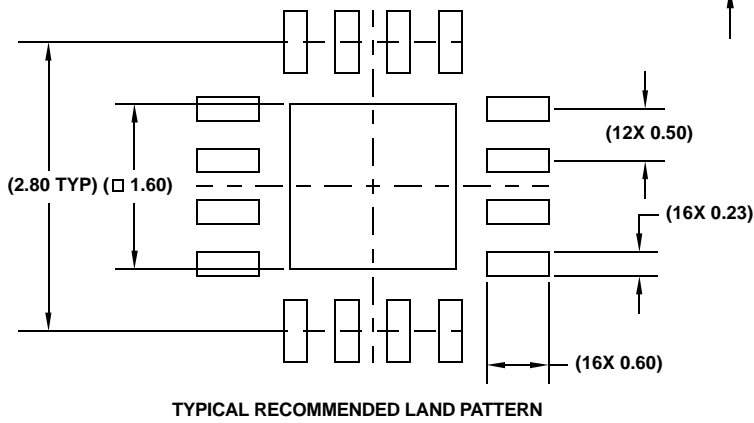 (12X 0.50)
(2.80 TYP) (□ 1.60)
(16X 0.23)
(16X 0.60)
TYPICAL RECOMMENDED LAND PATTERN